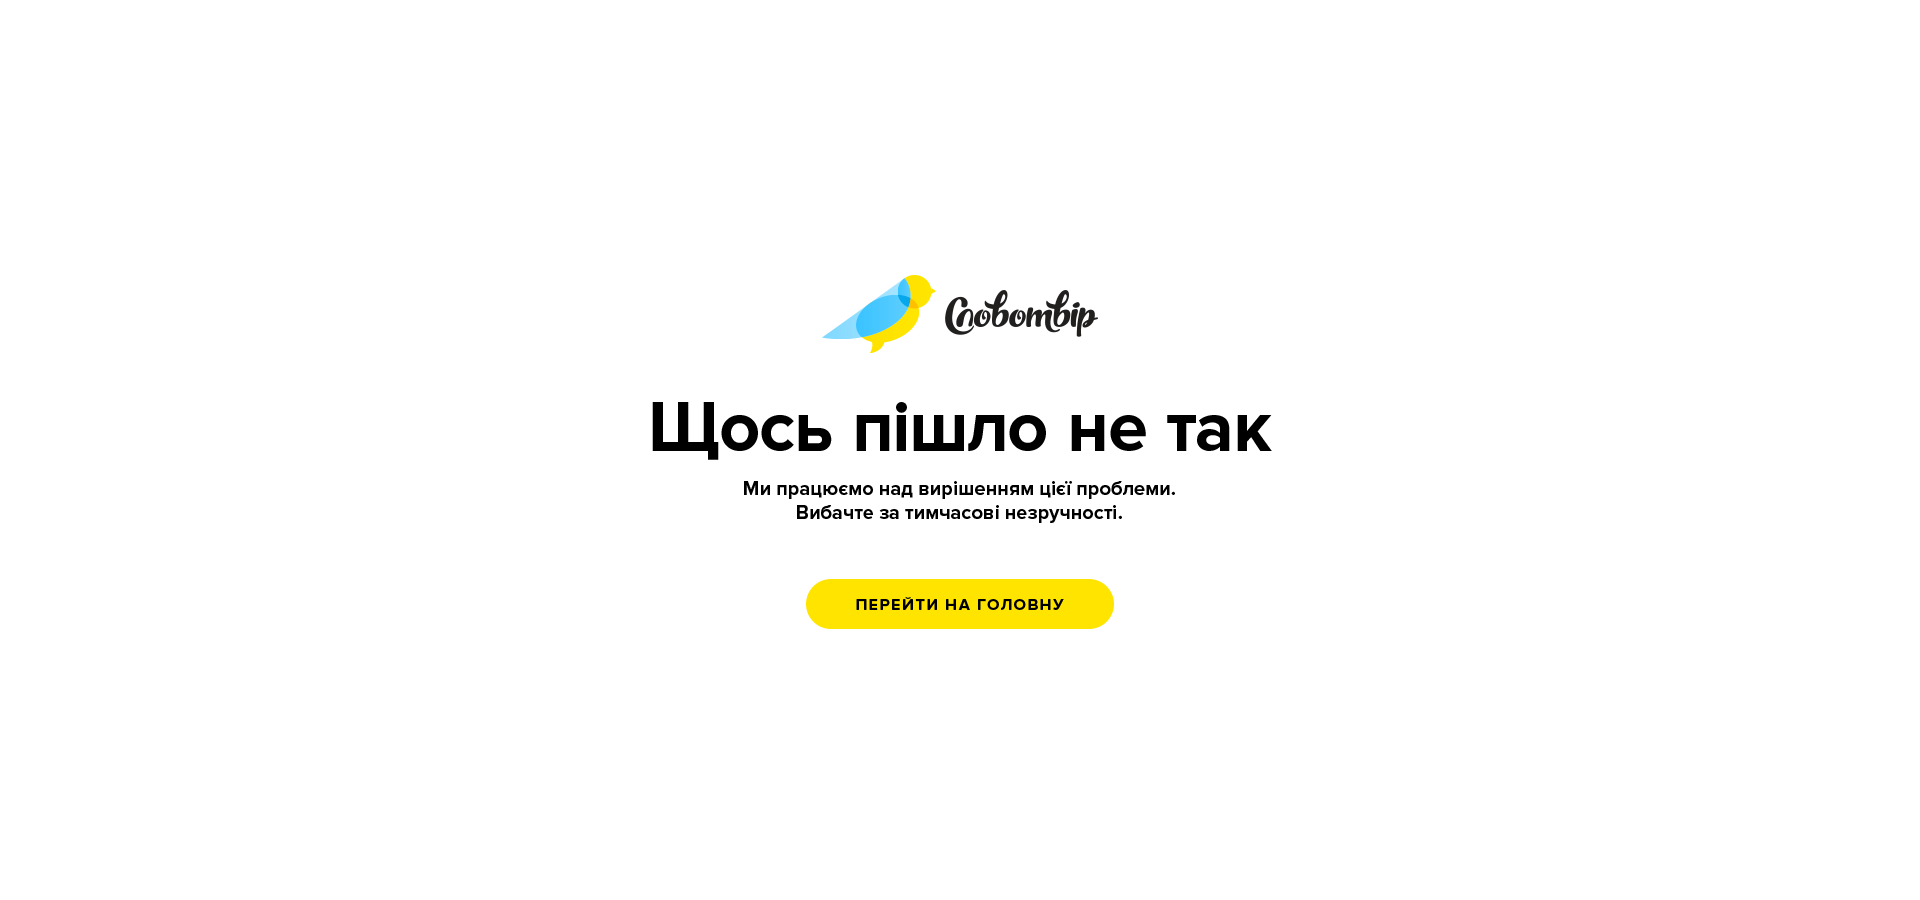 Словотвір
Щось пішло не так
Ми працюємо над вирішенням цієї проблеми.
Вибачте за тимчасові незручності.
ПЕРЕЙТИ НА ГОЛОВНУ